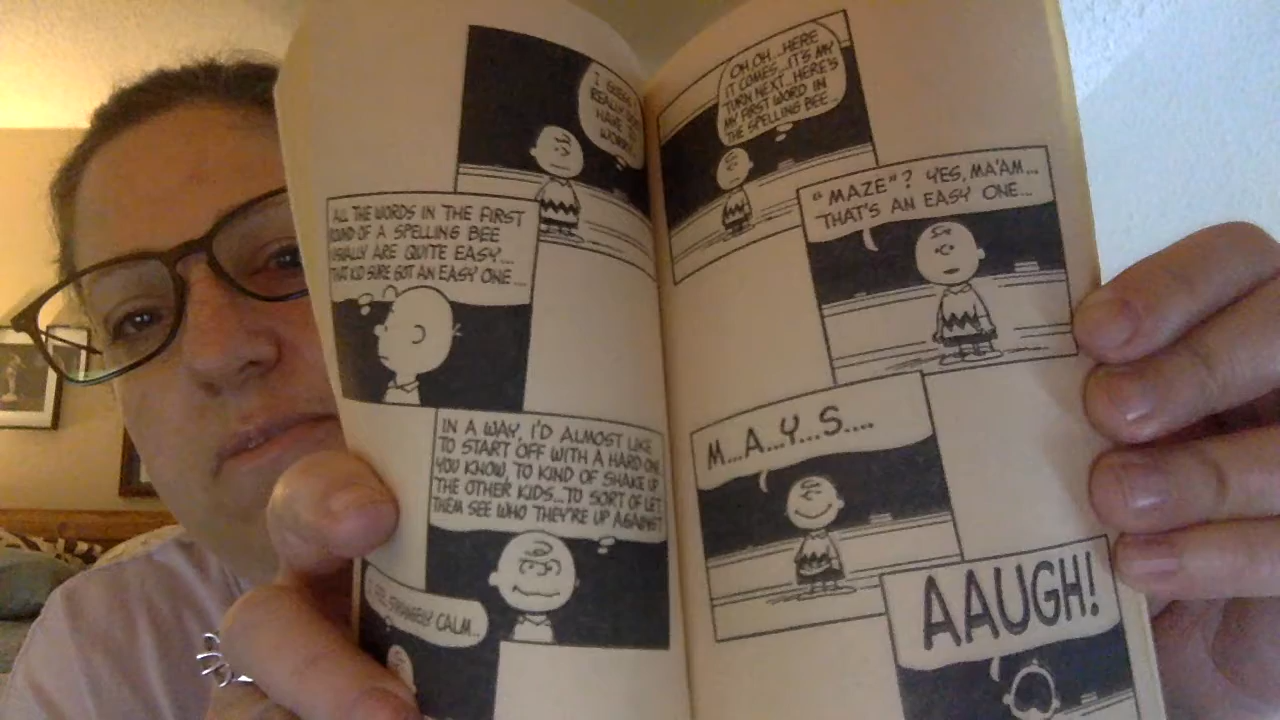 I GUESS I
REALLY DON'T
HAVE TO
WORRY..
ALL THE WORDS IN THE FIRST
ROUND OF A SPELLING BEE
USUALLY ARE QUITE EASY...
THAT KID SURE GOT AN EASY ONE...
IN A WAY, I'D ALMOST LIKE
TO START OFF WITH A HARD ONE
YOU KNOW, TO KIND OF SHAKE UP
THE OTHER KIDS...TO SORT OF LET
THEM SEE WHO THEY'RE UP AGAINST
I FEEL STRANGELY CALM...
OH, OH...HERE
IT COMES...IT'S MY
TURN NEXT...HERE'S
MY FIRST WORD IN
THE SPELLING BEE...
"MAZE"? YES, MA'AM...
THAT'S AN EASY ONE...
M...A...Y...S....
AAUGH!